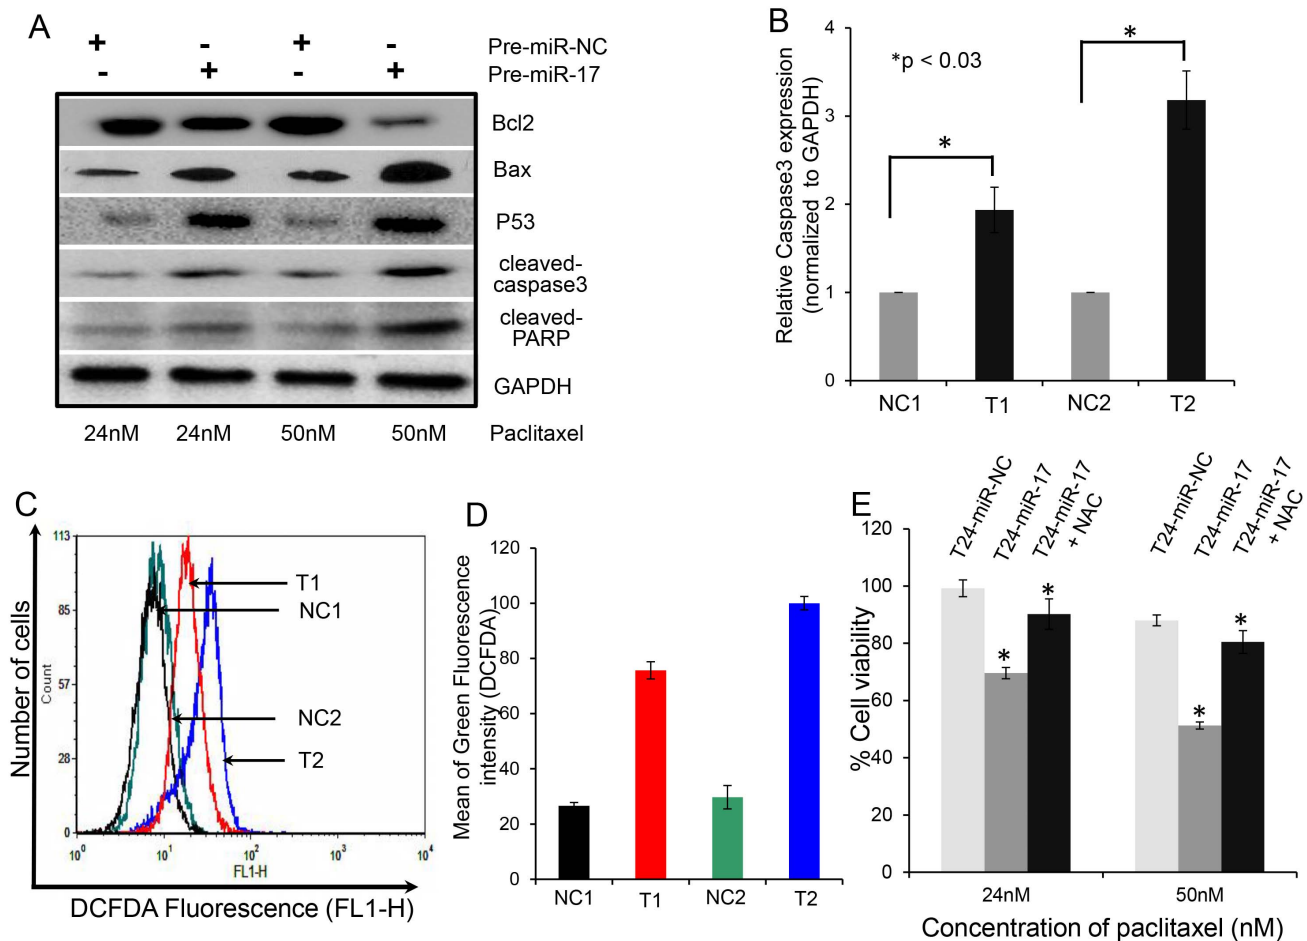 A
+ - + - Pre-miR-NC
- + - + Pre-miR-17
Bcl2
Bax
P53
cleaved-
caspase3
cleaved-
PARP
GAPDH
24nM 24nM 50nM 50nM Paclitaxel
B
Relative Caspase3 expression
(normalized to GAPDH)
4
3
2
1
0
*p < 0.03
*
*
NC1 T1 NC2 T2
C
Number of cells
Count
113
85
57
28
0
T1
NC1
NC2
T2
10^0 10^1 10^2 10^3 10^4
FL1-H
DCFDA Fluorescence (FL1-H)
D
Mean of Green Fluorescence
intensity (DCFDA)
120
100
80
60
40
20
0
NC1 T1 NC2 T2
E
% Cell viability
120
100
80
60
40
20
0
T24-miR-NC
T24-miR-17
T24-miR-17
+ NAC
T24-miR-NC
T24-miR-17
T24-miR-17
+ NAC
*
*
*
*
24nM 50nM
Concentration of paclitaxel (nM)